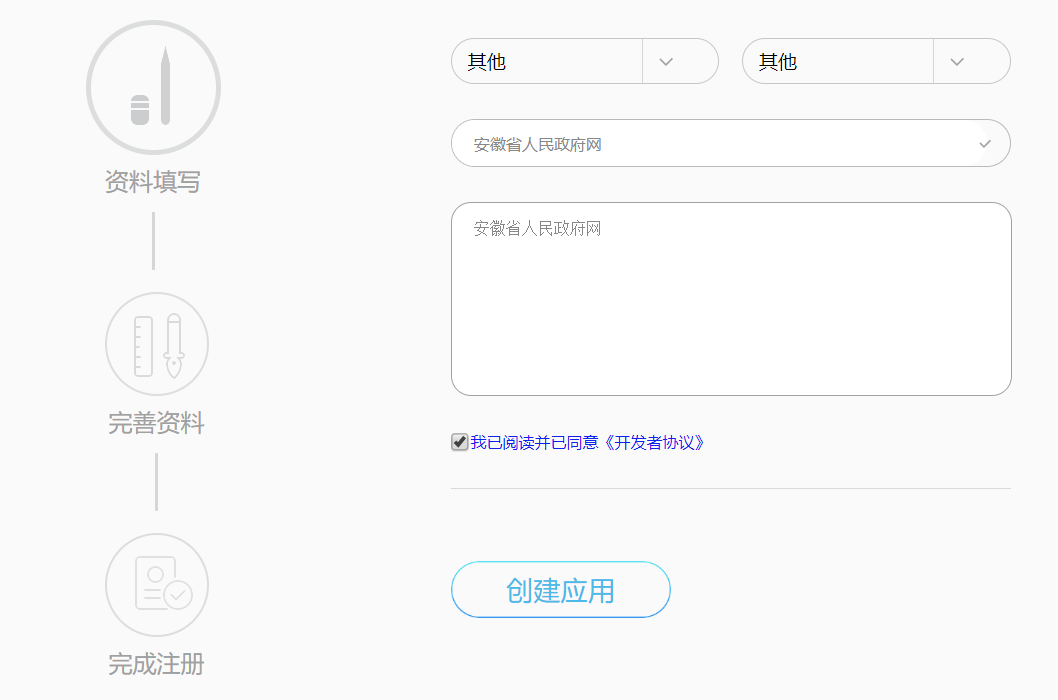 资料填写
完善资料
完成注册
其他
其他
安徽省人民政府网
安徽省人民政府网
我已阅读并已同意《开发者协议》
创建应用